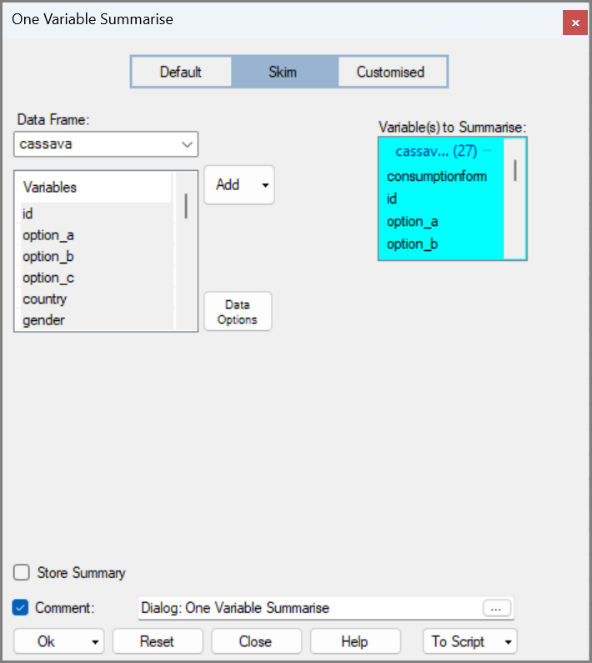 One Variable Summarise
Default
Skim
Customised
Data Frame:
cassava
Variables
id
option_a
option_b
option_c
country
gender
Add
Data
Options
Variable(s) to Summarise:
cassav... (27)
consumptionform
id
option_a
option_b
Store Summary
Comment:
Dialog: One Variable Summarise
...
Ok
Reset
Close
Help
To Script